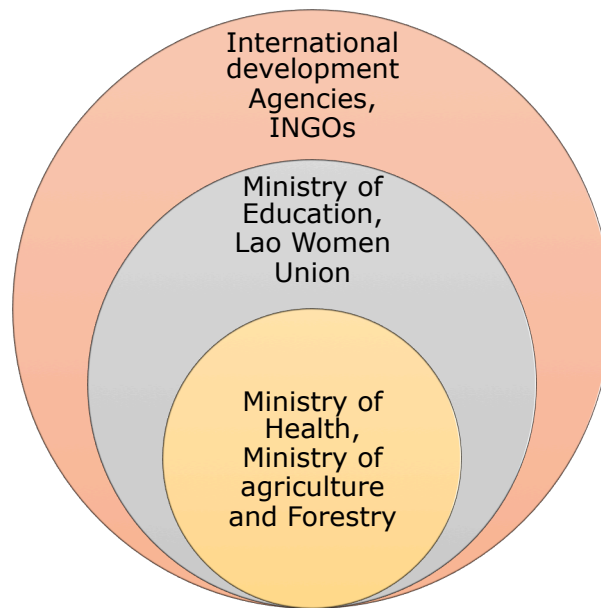 International
development
Agencies,
INGOs
Ministry of
Education,
Lao Women
Union
Ministry of
Health,
Ministry of
agriculture
and Forestry